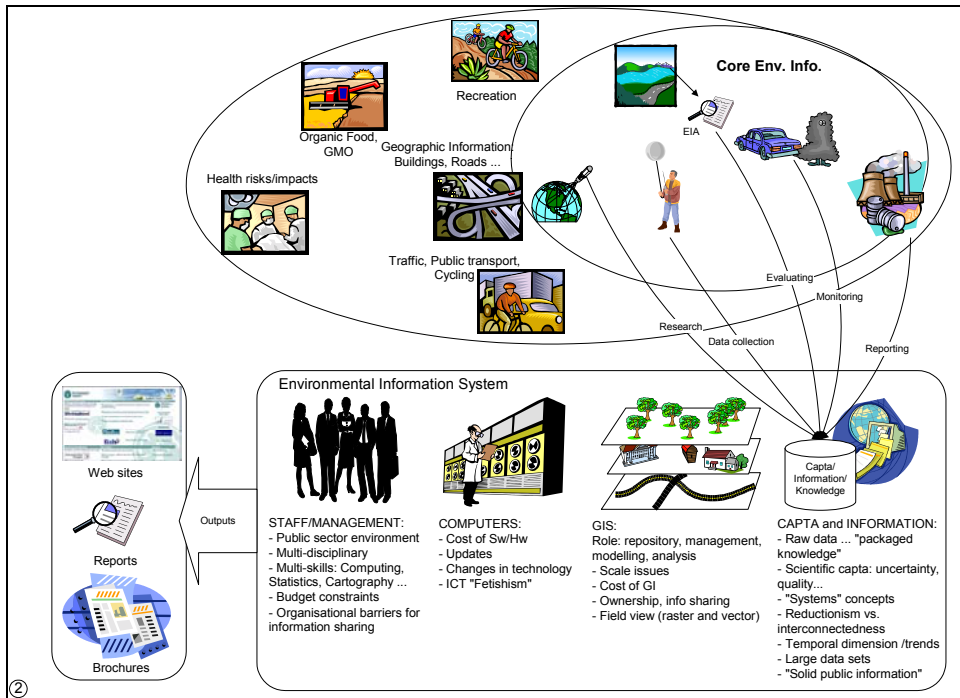 Core Env. Info.
Recreation
EIA
Organic Food,
GMO
Geographic Information:
Buildings, Roads ...
Health risks/impacts
Traffic, Public transport,
Cycling
Evaluating
Monitoring
Research
Data collection
Reporting
Environmental Information System
Web sites
Reports
Brochures
Outputs
Capta/
Information/
Knowledge
STAFF/MANAGEMENT:
- Public sector environment
- Multi-disciplinary
- Multi-skills: Computing,
Statistics, Cartography ...
- Budget constraints
- Organisational barriers for
information sharing
COMPUTERS:
- Cost of Sw/Hw
- Updates
- Changes in technology
- ICT "Fetishism"
GIS:
Role: repository, management,
modelling, analysis
- Scale issues
- Cost of GI
- Ownership, info sharing
- Field view (raster and vector)
CAPTA and INFORMATION:
- Raw data ... "packaged
knowledge"
- Scientific capta: uncertainty,
quality...
- "Systems" concepts
- Reductionism vs.
interconnectedness
- Temporal dimension /trends
- Large data sets
- "Solid public information"
2